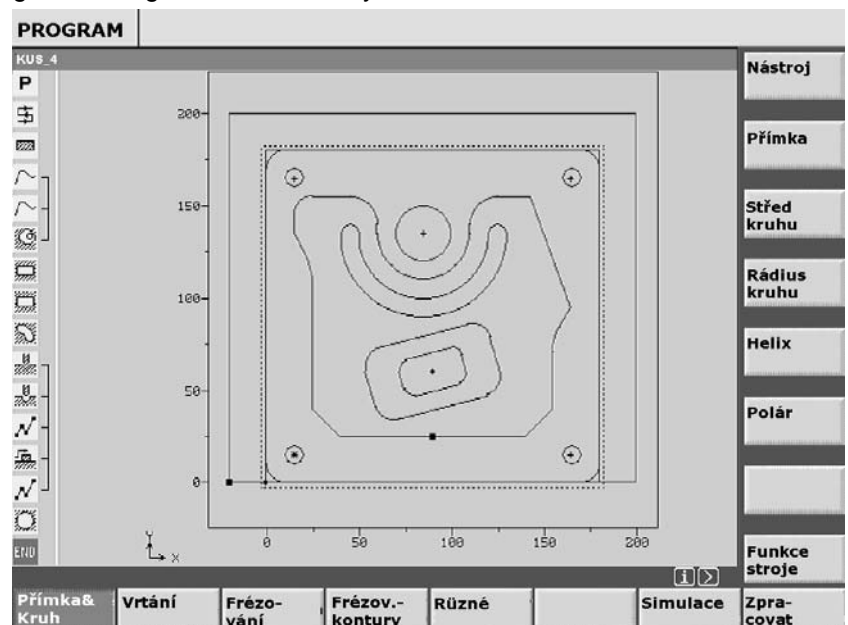 PROGRAM
KUS_4
P
END
200
150
100
50
0
0
50
100
150
200
Y
X
Nástroj
Přímka
Střed
kruhu
Rádius
kruhu
Helix
Polár
Funkce
stroje
i >
Přímka&
Kruh
Vrtání
Frézo-
vání
Frézov.-
kontury
Různé
Simulace
Zpra-
covat